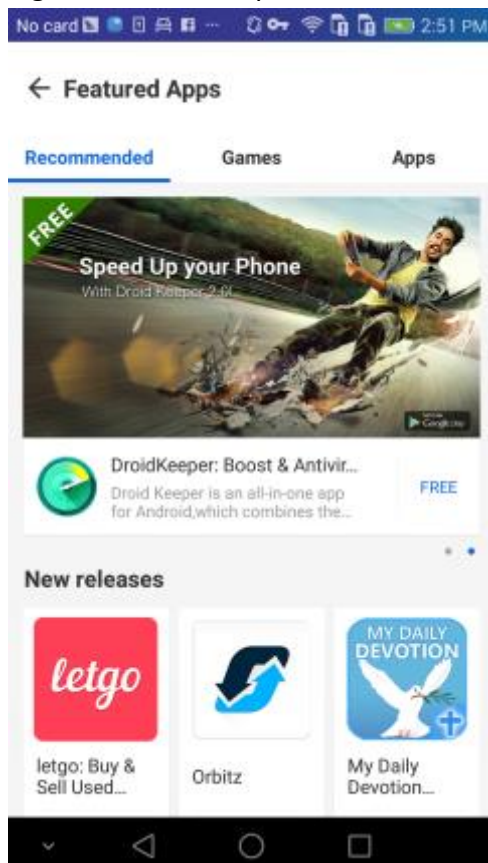 No card 2:51 PM
← Featured Apps
Recommended Games Apps
FREE
Speed Up your Phone
With Droid Keeper 2.0!
Google play
DroidKeeper: Boost & Antivir...
Droid Keeper is an all-in-one app
for Android,which combines the...
FREE
New releases
letgo
MY DAILY
DEVOTION
letgo: Buy &
Sell Used...
Orbitz
My Daily
Devotion...